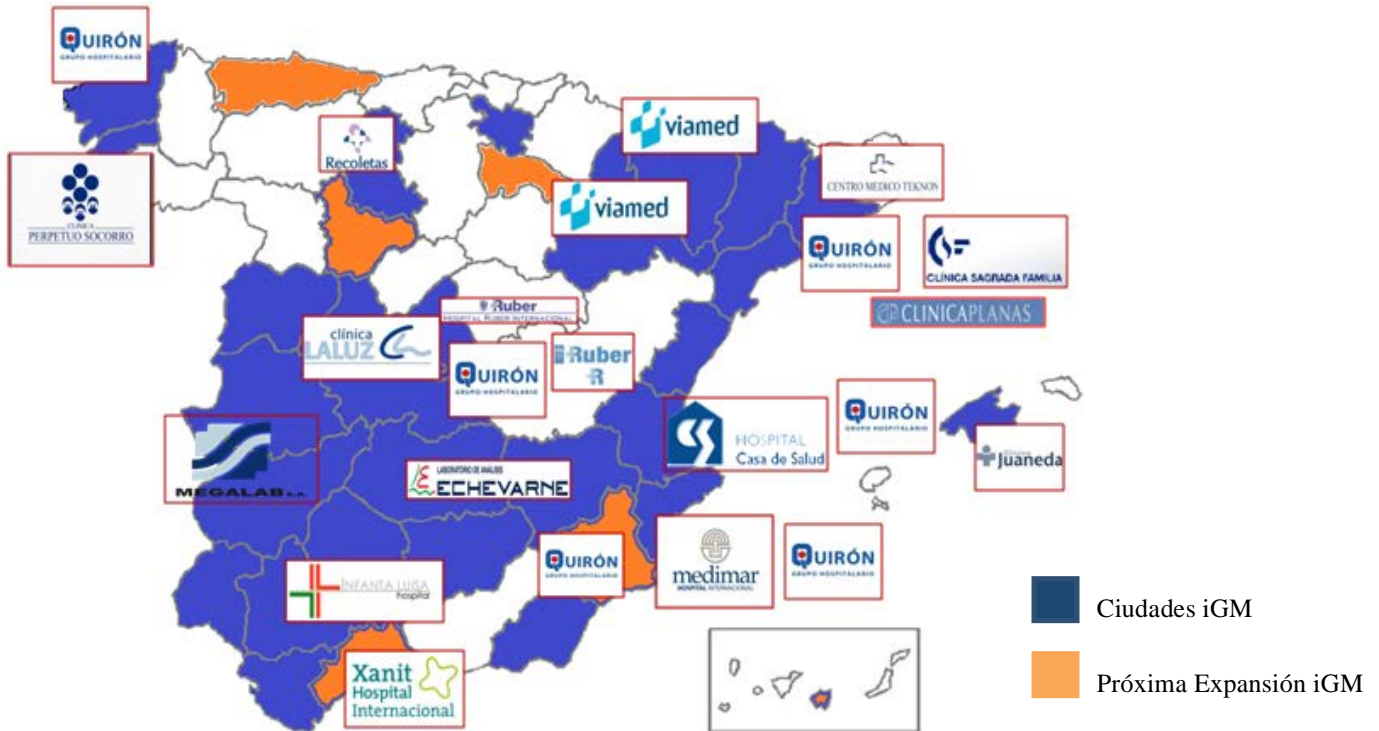 QUIRÓN
GRUPO HOSPITALARIO
viamed
Recoletas
CLINICA
PERPETUO SOCORRO
CENTRO MEDICO TEKNON
viamed
QUIRÓN
GRUPO HOSPITALARIO
CLÍNICA SAGRADA FAMILIA
CLINICAPLANAS
Ruber
HOSPITAL RUBER INTERNACIONAL
clínica
LALUZ
QUIRÓN
GRUPO HOSPITALARIO
Ruber
R
QUIRÓN
GRUPO HOSPITALARIO
HOSPITAL
Casa de Salud
Juaneda
MEGALAB s.a.
LABORATORIO DE ANÁLISIS
ECHEVARNE
QUIRÓN
GRUPO HOSPITALARIO
medimar
HOSPITAL INTERNACIONAL
QUIRÓN
GRUPO HOSPITALARIO
INFANTA LUISA
hospital
Xanit
Hospital
Internacional
Ciudades iGM
Próxima Expansión iGM